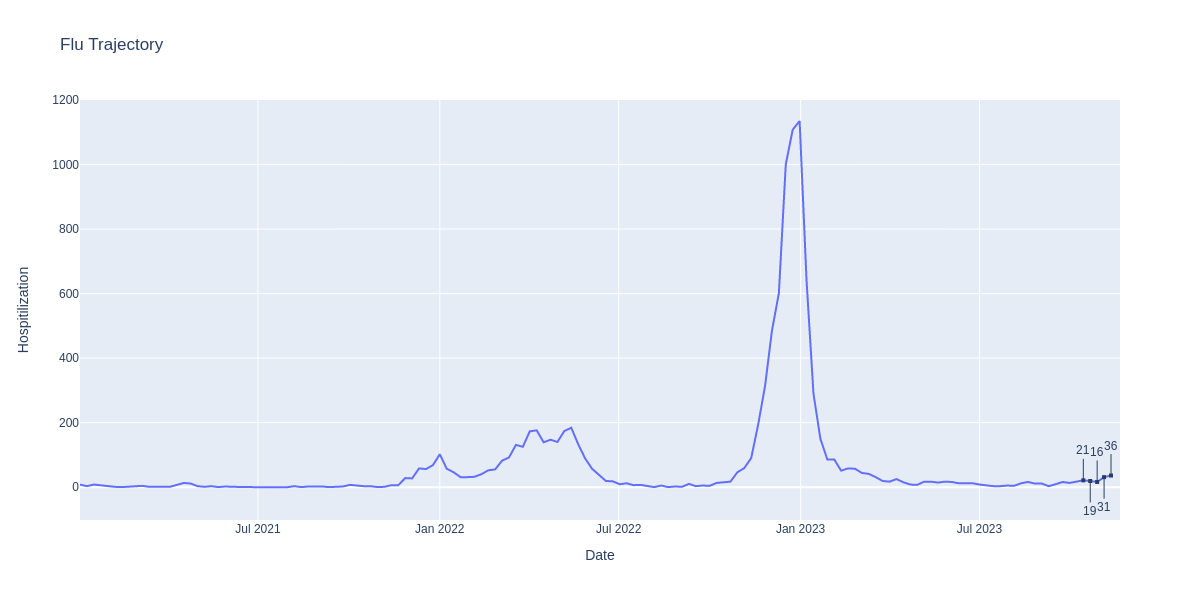 Flu Trajectory
1200
1000
800
600
400
200
0
Hospitilization
21
19
16
31
36
Jul 2021
Jan 2022
Jul 2022
Jan 2023
Jul 2023
Date